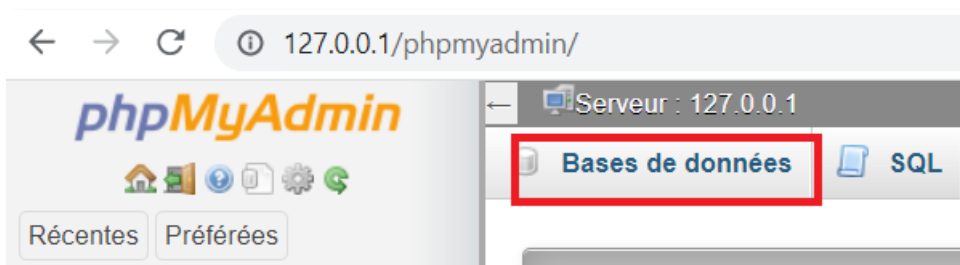 127.0.0.1/phpmyadmin/
phpMyAdmin
Serveur : 127.0.0.1
Bases de données
SQL
Récentes
Préférées